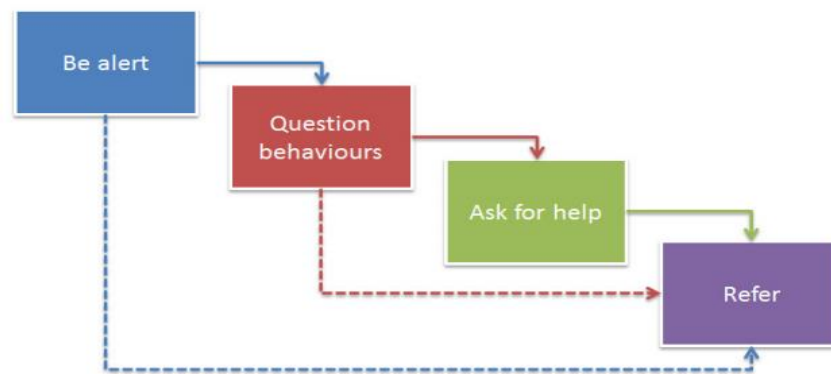 Be alert
Question
behaviours
Ask for help
Refer